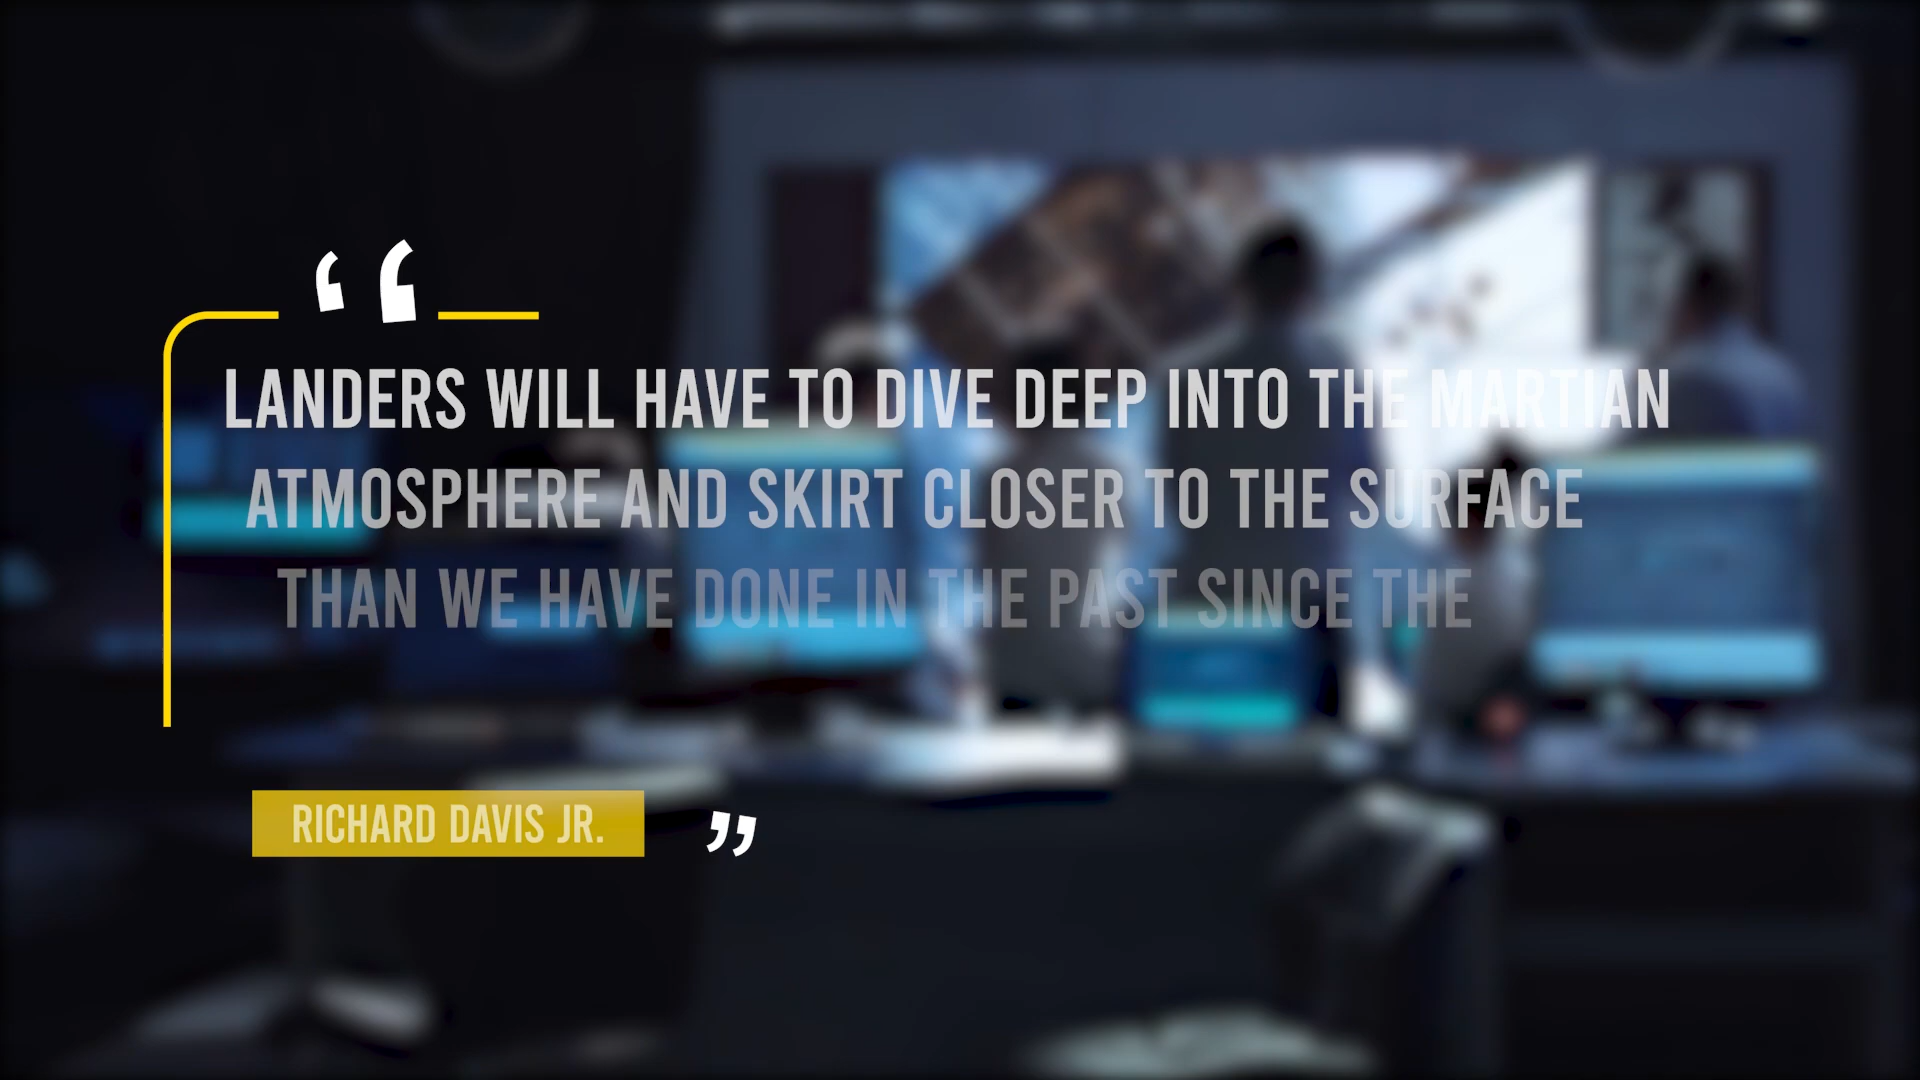 “
LANDERS WILL HAVE TO DIVE DEEP INTO THE MARTIAN
ATMOSPHERE AND SKIRT CLOSER TO THE SURFACE
THAN WE HAVE DONE IN THE PAST SINCE THE
RICHARD DAVIS JR.
”